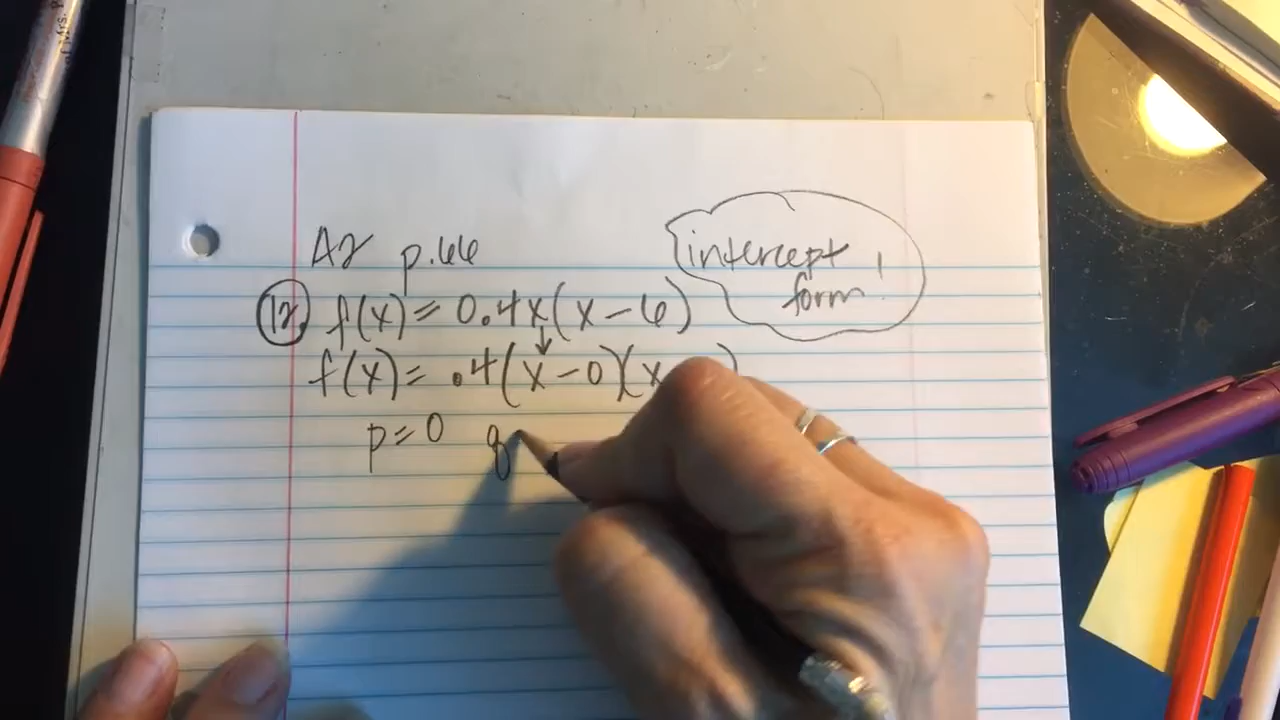 A2 p.66
intercept form!
12. f(x) = 0.4x(x-6)
f(x) = .4(x-0)(x
p=0 q